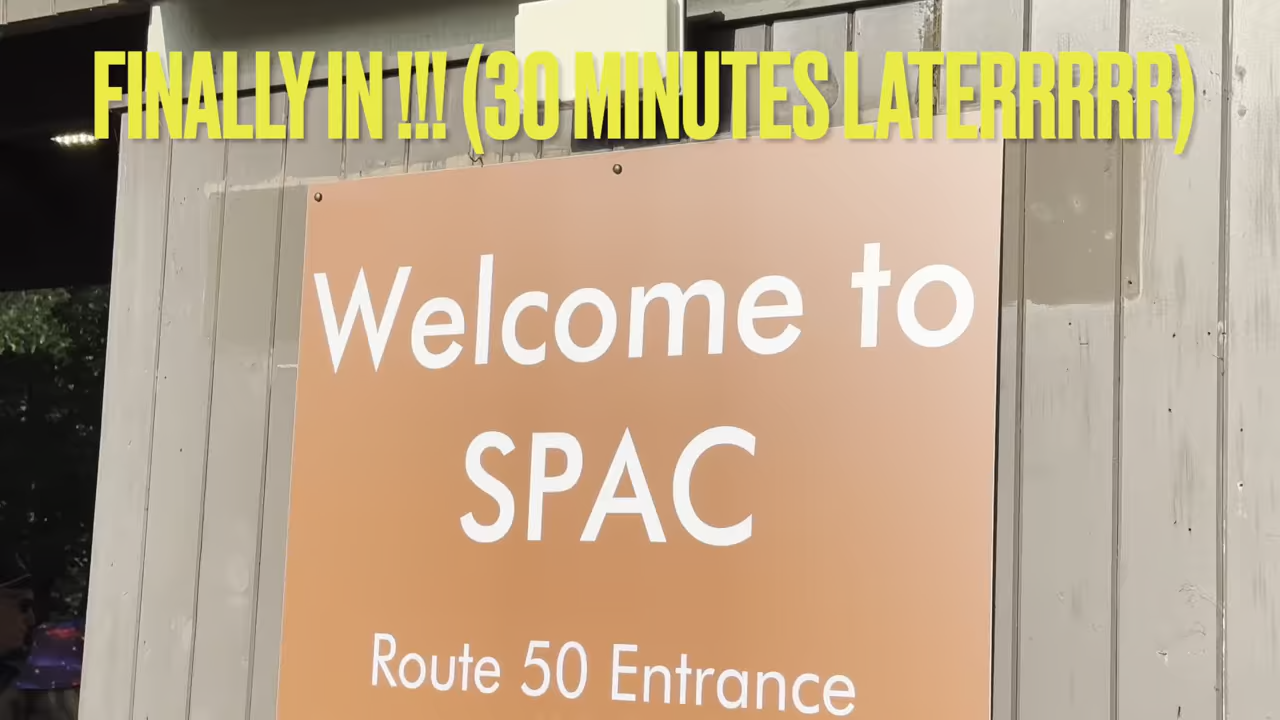 FINALLY IN !!! (30 MINUTES LATERRRRR)
Welcome to
SPAC
Route 50 Entrance